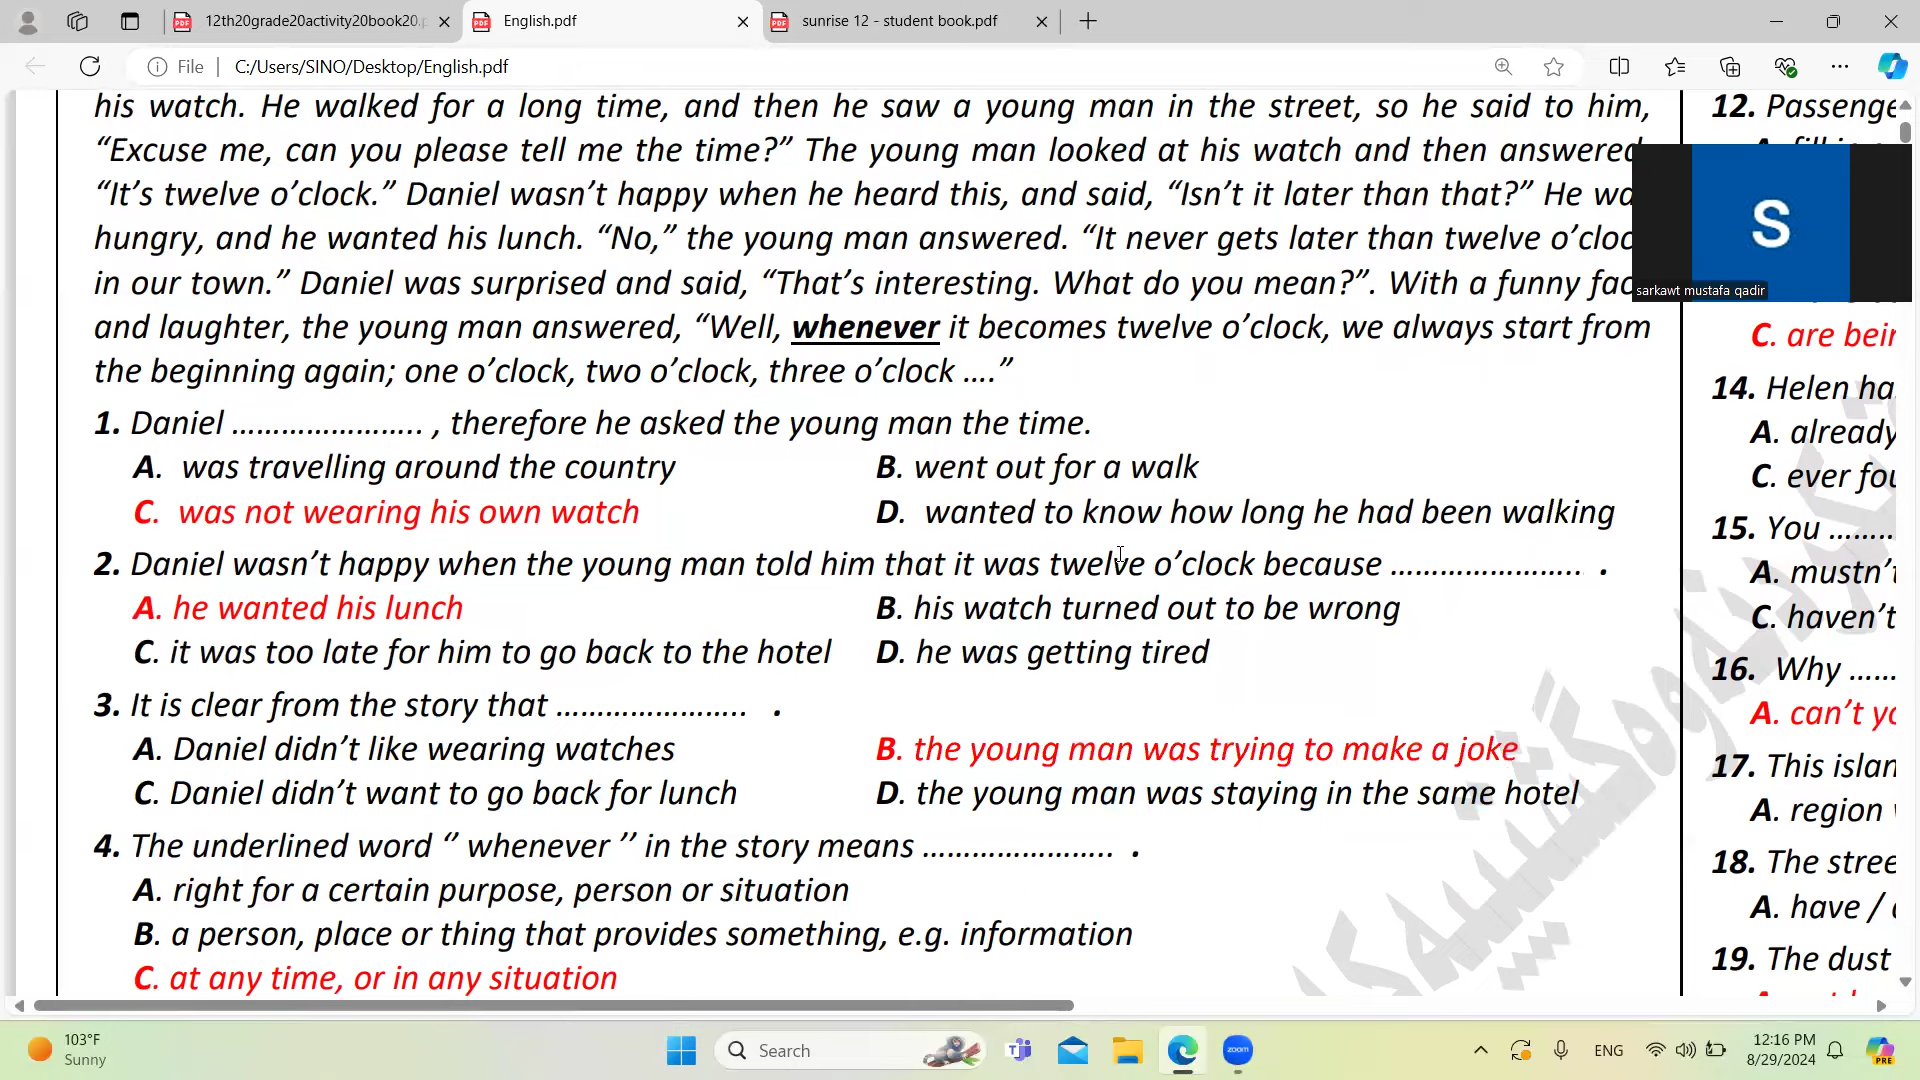 12th20grade20activity20book20.
English.pdf
sunrise 12 - student book.pdf
File
C:/Users/SINO/Desktop/English.pdf
his watch. He walked for a long time, and then he saw a young man in the street, so he said to him,
“Excuse me, can you please tell me the time?” The young man looked at his watch and then answered
“It’s twelve o’clock.” Daniel wasn’t happy when he heard this, and said, “Isn’t it later than that?” He wa
hungry, and he wanted his lunch. “No,” the young man answered. “It never gets later than twelve o’cloc
in our town.” Daniel was surprised and said, “That’s interesting. What do you mean?”. With a funny fac
and laughter, the young man answered, “Well, whenever it becomes twelve o’clock, we always start from
the beginning again; one o’clock, two o’clock, three o’clock ….”
1. Daniel ………………….. , therefore he asked the young man the time.
A. was travelling around the country
B. went out for a walk
C. was not wearing his own watch
D. wanted to know how long he had been walking
2. Daniel wasn’t happy when the young man told him that it was twelve o’clock because ………………….. .
A. he wanted his lunch
B. his watch turned out to be wrong
C. it was too late for him to go back to the hotel
D. he was getting tired
3. It is clear from the story that ………………….. .
A. Daniel didn’t like wearing watches
B. the young man was trying to make a joke
C. Daniel didn’t want to go back for lunch
D. the young man was staying in the same hotel
4. The underlined word ‘’ whenever ’’ in the story means ………………….. .
A. right for a certain purpose, person or situation
B. a person, place or thing that provides something, e.g. information
C. at any time, or in any situation
12. Passenge
S
sarkawt mustafa qadir
C. are bein
14. Helen ha
A. already
C. ever fou
15. You ……..
A. mustn’t
C. haven’t
16. Why ……
A. can’t yo
17. This islan
A. region
18. The stree
A. have /
19. The dust
103°F
Sunny
Search
zoom
ENG
12:16 PM
8/29/2024
PRE